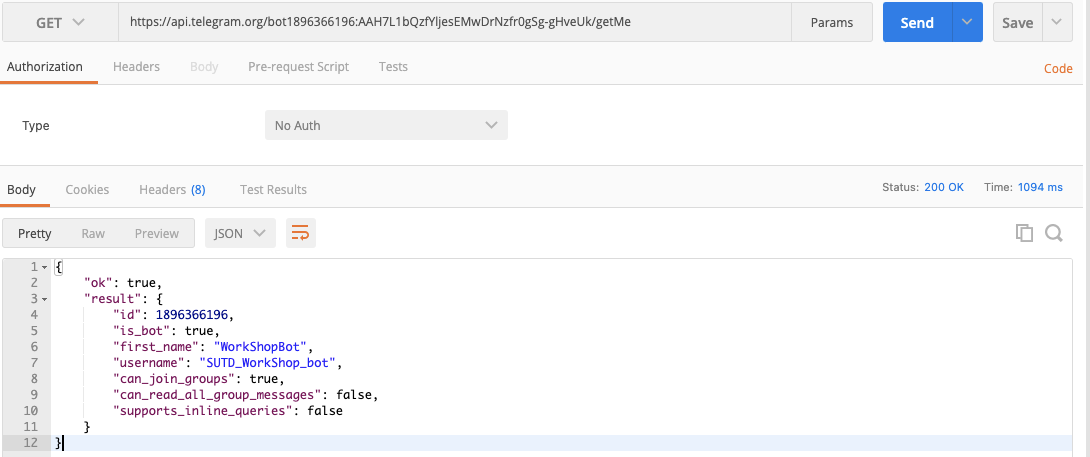 GET https://api.telegram.org/bot1896366196:AAH7L1bQzfYljesEMwDrNzfr0gSg-gHveUk/getMe Params Send Save
Authorization Headers Body Pre-request Script Tests Code
Type No Auth
Body Cookies Headers (8) Test Results Status: 200 OK Time: 1094 ms
Pretty Raw Preview JSON
1 {
2 "ok": true,
3 "result": {
4 "id": 1896366196,
5 "is_bot": true,
6 "first_name": "WorkShopBot",
7 "username": "SUTD_WorkShop_bot",
8 "can_join_groups": true,
9 "can_read_all_group_messages": false,
10 "supports_inline_queries": false
11 }
12 }